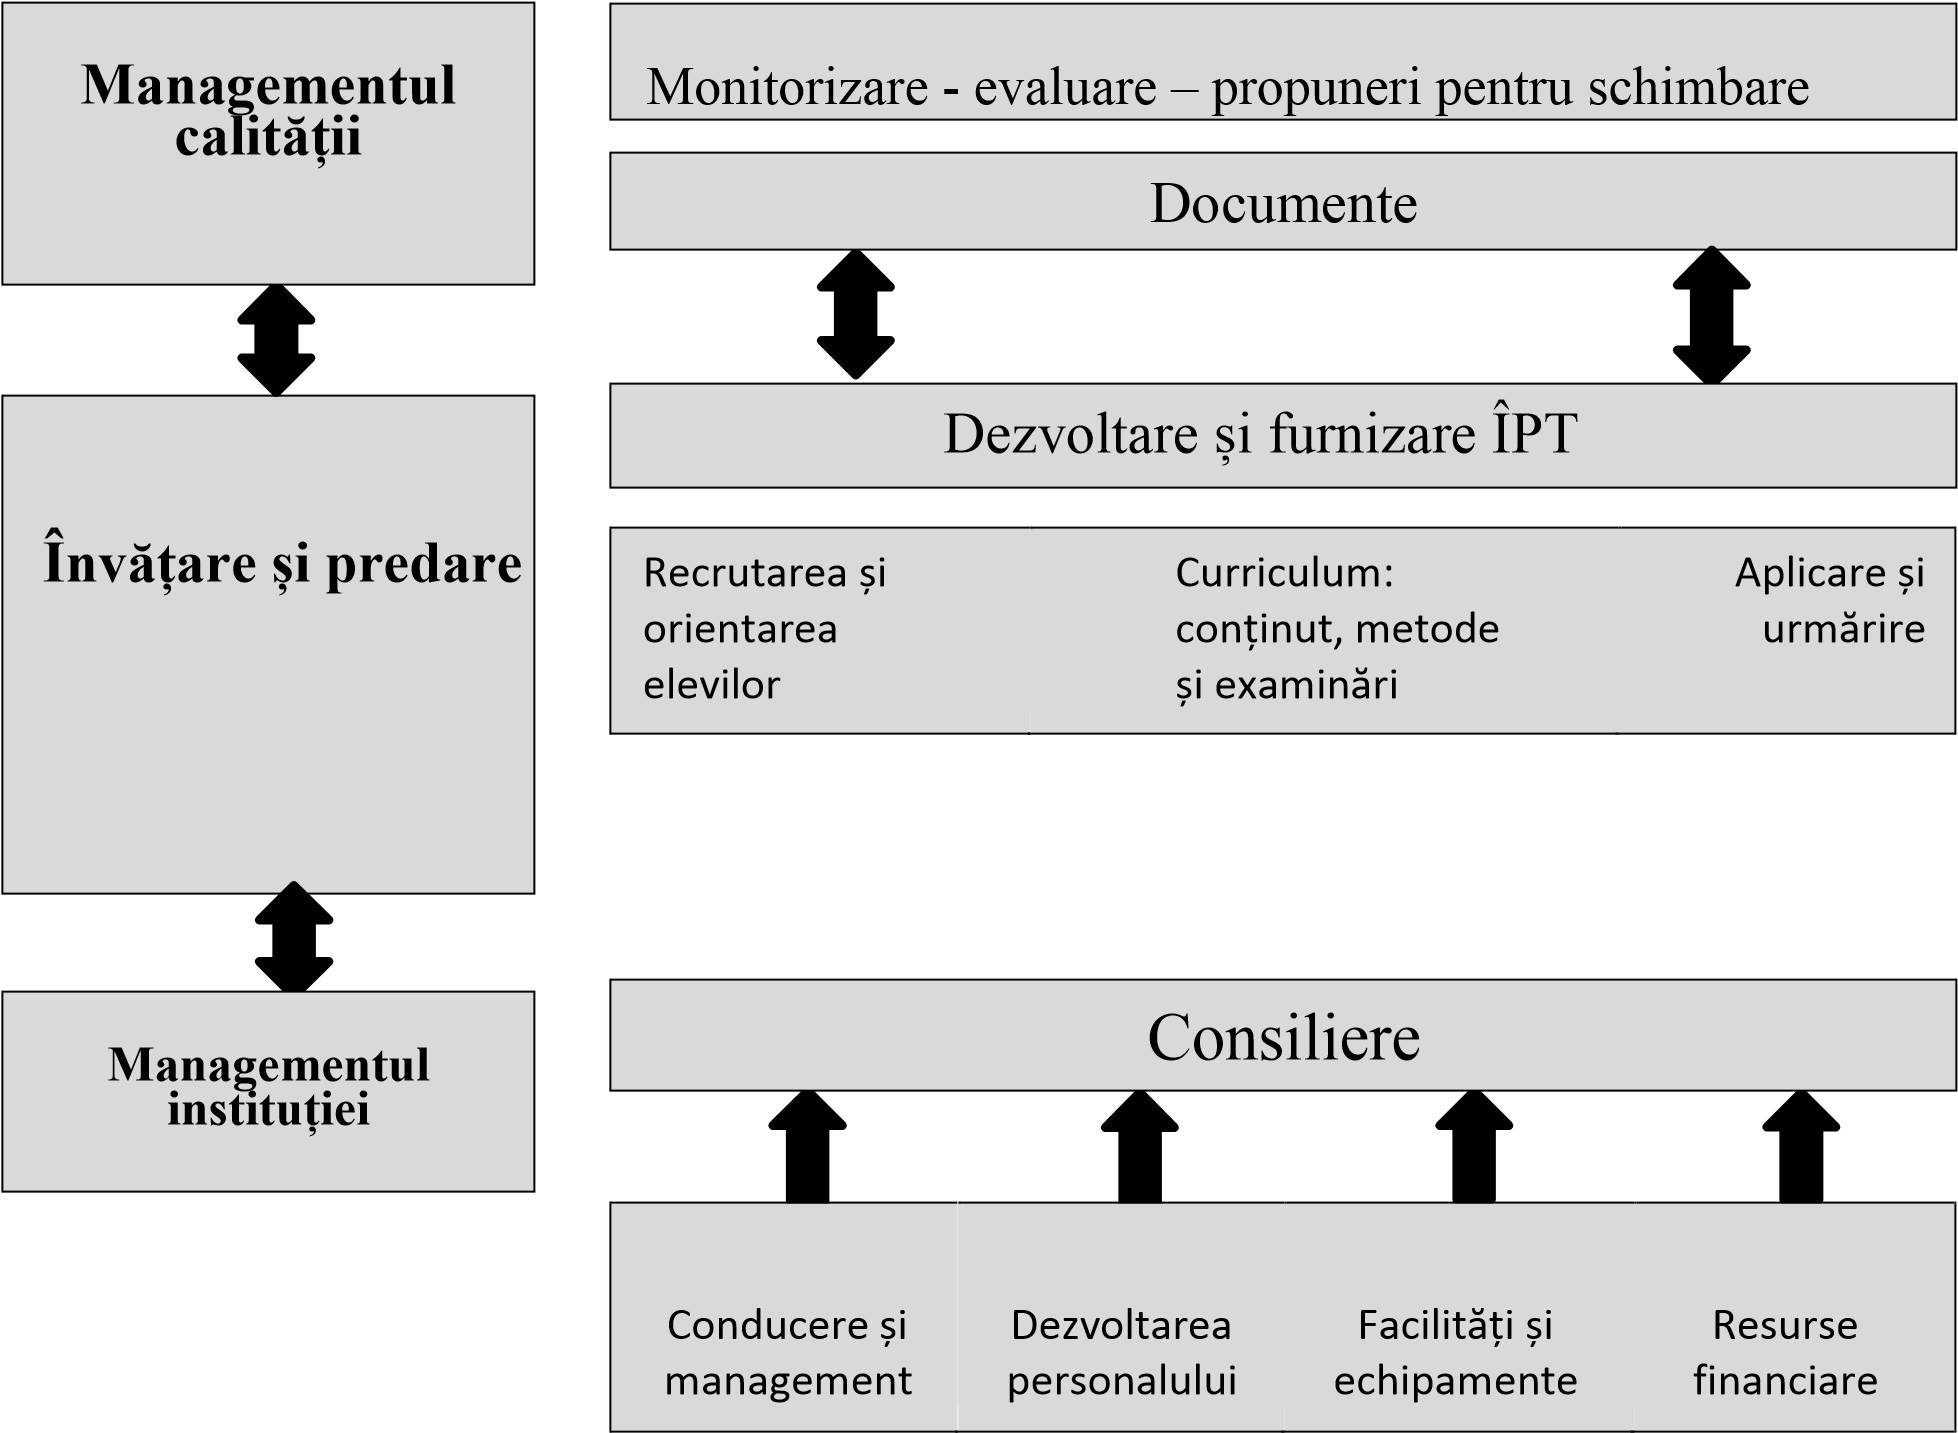 Managementul
calității
Monitorizare - evaluare – propuneri pentru schimbare
Documente
Învățare și predare
Dezvoltare și furnizare ÎPT
Recrutarea și
orientarea
elevilor
Curriculum:
conținut, metode
și examinări
Aplicare și
urmărire
Managementul
instituției
Consiliere
Conducere și
management
Dezvoltarea
personalului
Facilități și
echipamente
Resurse
financiare